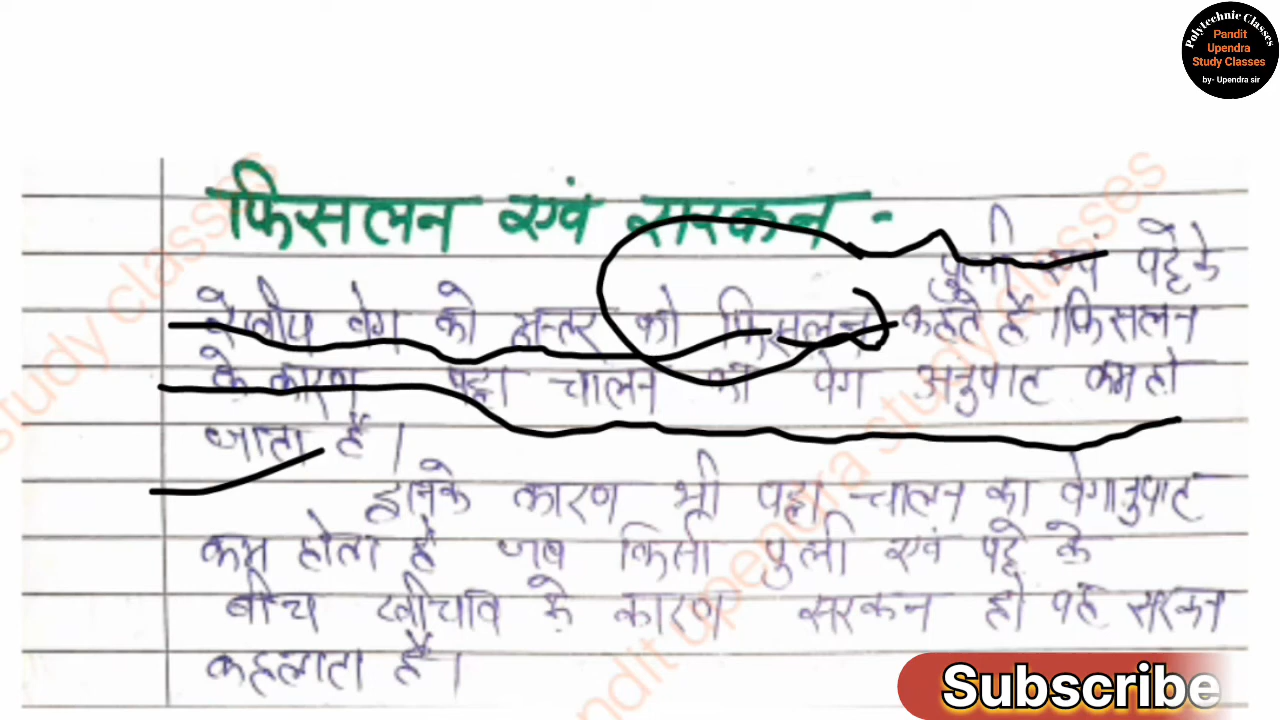 Polytechnic Classes
Pandit
Upendra
Study Classes
by- Upendra sir
फिसलन एवं सरकन :-
पुली एवं पट्टे के
रेखीय वेग को अन्तर को फिसलन कहते हैं। फिसलन
के कारण पट्टा चालन का वेग अनुपात कम हो
जाता है।
इनके कारण भी पट्टा चालन का वेगानुपात
कम होता है जब किसी पुली एवं पट्टे के
बीच खीचाव के कारण सरकन हो वह सरकन
कहलाता है।
Subscribe